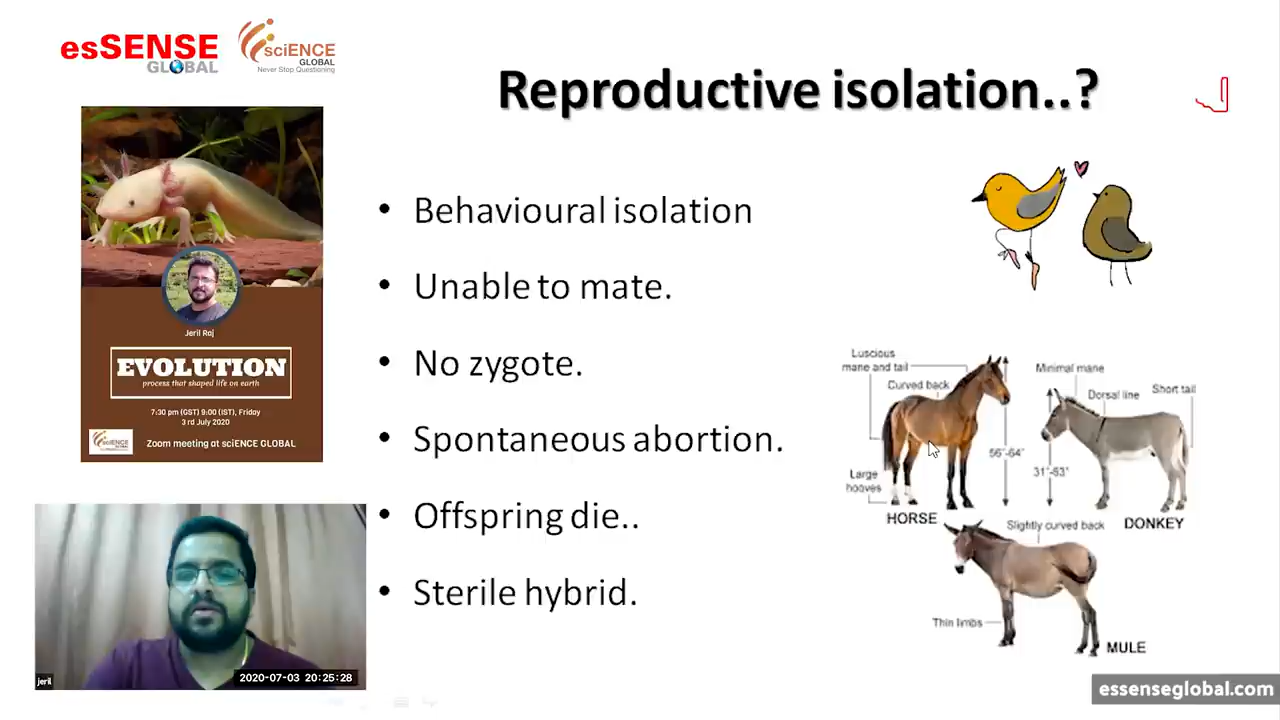 esSENSE
GLOBAL
sciENCE
GLOBAL
Never Stop Questioning
Reproductive isolation..?
Jeril Raj
EVOLUTION
process that shaped life on earth
7:30 pm (GST) 9:00 (IST), Friday
3 rd July 2020
Zoom meeting at sciENCE GLOBAL
• Behavioural isolation
• Unable to mate.
• No zygote.
• Spontaneous abortion.
• Offspring die..
• Sterile hybrid.
Luscious
mane and tail
Curved back
56"-64"
Large
hooves
HORSE
Minimal mane
Dorsal line
Short tail
31"-63"
DONKEY
Slightly curved back
Thin limbs
MULE
jeril
2020-07-03 20:25:28
essenseglobal.com